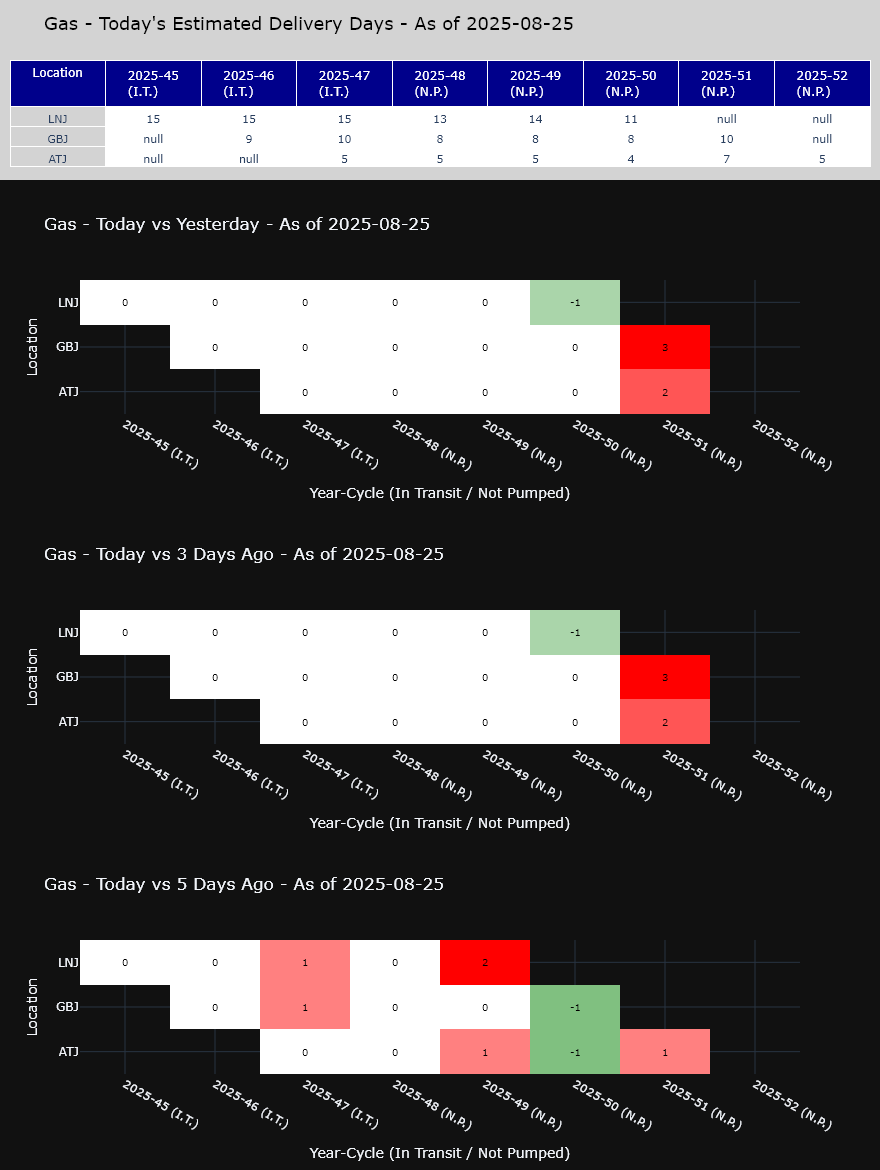 Gas - Today's Estimated Delivery Days - As of 2025-08-25
Location 2025-45 (I.T.) 2025-46 (I.T.) 2025-47 (I.T.) 2025-48 (N.P.) 2025-49 (N.P.) 2025-50 (N.P.) 2025-51 (N.P.) 2025-52 (N.P.)
LNJ 15 15 15 13 14 11 null null
GBJ null 9 10 8 8 8 10 null
ATJ null null 5 5 5 4 7 5
Gas - Today vs Yesterday - As of 2025-08-25
Location
LNJ 0 0 0 0 0 -1
GBJ 0 0 0 0 0 3
ATJ 0 0 0 0 2
2025-45 (I.T.) 2025-46 (I.T.) 2025-47 (I.T.) 2025-48 (N.P.) 2025-49 (N.P.) 2025-50 (N.P.) 2025-51 (N.P.) 2025-52 (N.P.)
Year-Cycle (In Transit / Not Pumped)
Gas - Today vs 3 Days Ago - As of 2025-08-25
Location
LNJ 0 0 0 0 0 -1
GBJ 0 0 0 0 0 3
ATJ 0 0 0 0 2
2025-45 (I.T.) 2025-46 (I.T.) 2025-47 (I.T.) 2025-48 (N.P.) 2025-49 (N.P.) 2025-50 (N.P.) 2025-51 (N.P.) 2025-52 (N.P.)
Year-Cycle (In Transit / Not Pumped)
Gas - Today vs 5 Days Ago - As of 2025-08-25
Location
LNJ 0 0 1 0 2
GBJ 0 1 0 0 -1
ATJ 0 0 1 -1 1
2025-45 (I.T.) 2025-46 (I.T.) 2025-47 (I.T.) 2025-48 (N.P.) 2025-49 (N.P.) 2025-50 (N.P.) 2025-51 (N.P.) 2025-52 (N.P.)
Year-Cycle (In Transit / Not Pumped)